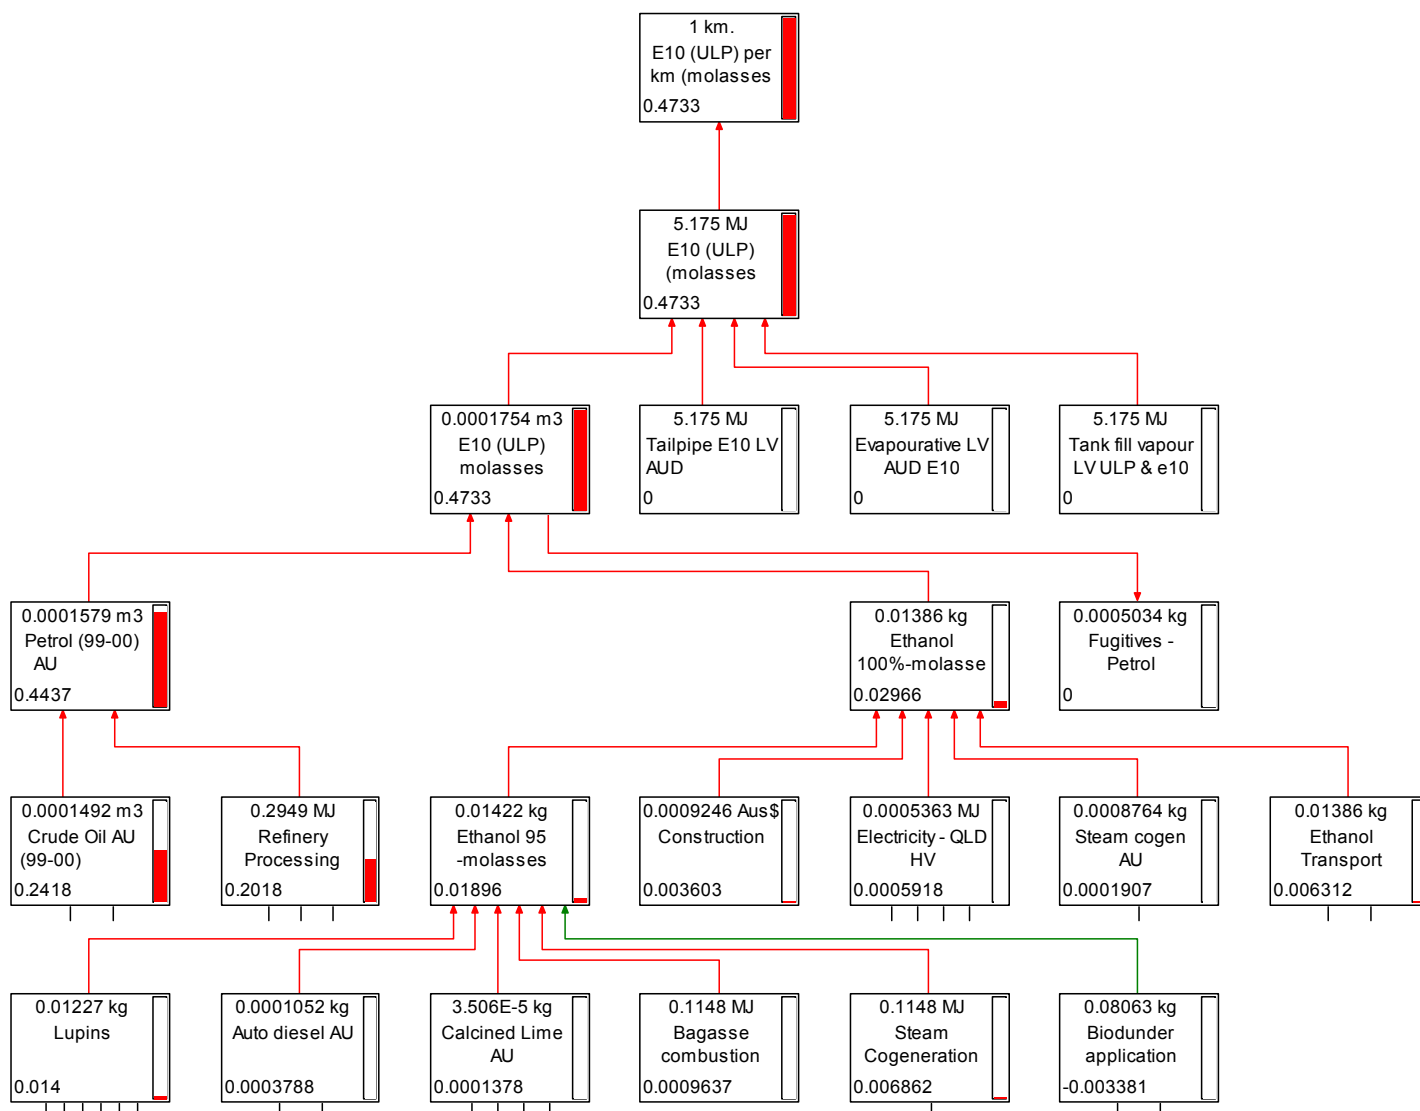 1 km.
E10 (ULP) per
km (molasses
0.4733
5.175 MJ
E10 (ULP)
(molasses
0.4733
0.0001754 m3
E10 (ULP)
molasses
0.4733
5.175 MJ
Tailpipe E10 LV
AUD
0
5.175 MJ
Evapourative LV
AUD E10
0
5.175 MJ
Tank fill vapour
LV ULP & e10
0
0.0001579 m3
Petrol (99-00)
AU
0.4437
0.01386 kg
Ethanol
100%-molasse
0.02966
0.0005034 kg
Fugitives -
Petrol
0
0.0001492 m3
Crude Oil AU
(99-00)
0.2418
0.2949 MJ
Refinery
Processing
0.2018
0.01422 kg
Ethanol 95
-molasses
0.01896
0.0009246 Aus$
Construction
0.003603
0.0005363 MJ
Electricity - QLD
HV
0.0005918
0.0008764 kg
Steam cogen
AU
0.0001907
0.01386 kg
Ethanol
Transport
0.006312
0.01227 kg
Lupins
0.014
0.0001052 kg
Auto diesel AU
0.0003788
3.506E-5 kg
Calcined Lime
AU
0.0001378
0.1148 MJ
Bagasse
combustion
0.0009637
0.1148 MJ
Steam
Cogeneration
0.006862
0.08063 kg
Biodunder
application
-0.003381